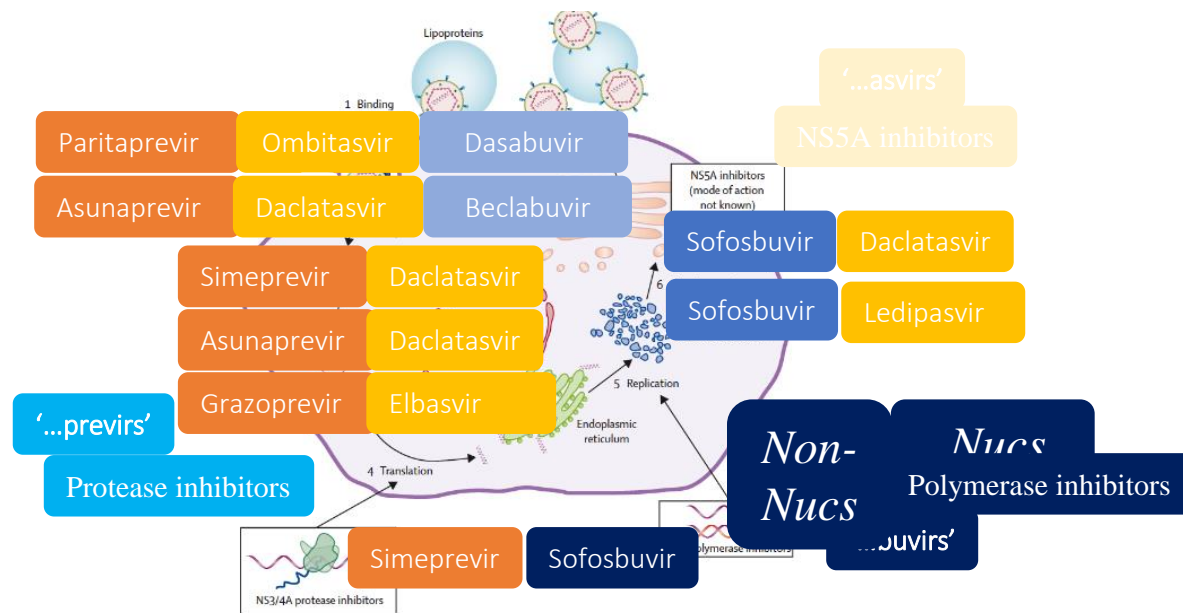 Lipoproteins
'...asvirs'
1 Binding
NS5A inhibitors
Paritaprevir Ombitasvir Dasabuvir
NS5A inhibitors
(mode of action
not known)
Asunaprevir Daclatasvir Beclabuvir
Sofosbuvir Daclatasvir
Simeprevir Daclatasvir
6
Sofosbuvir Ledipasvir
Asunaprevir Daclatasvir
5 Replication
Grazoprevir Elbasvir
'...previrs'
Endoplasmic
reticulum
Non-
Nucs
Nucs
4 Translation
Protease inhibitors
Polymerase inhibitors
...buvirs'
Simeprevir Sofosbuvir
NS3/4A protease inhibitors
inhibitors